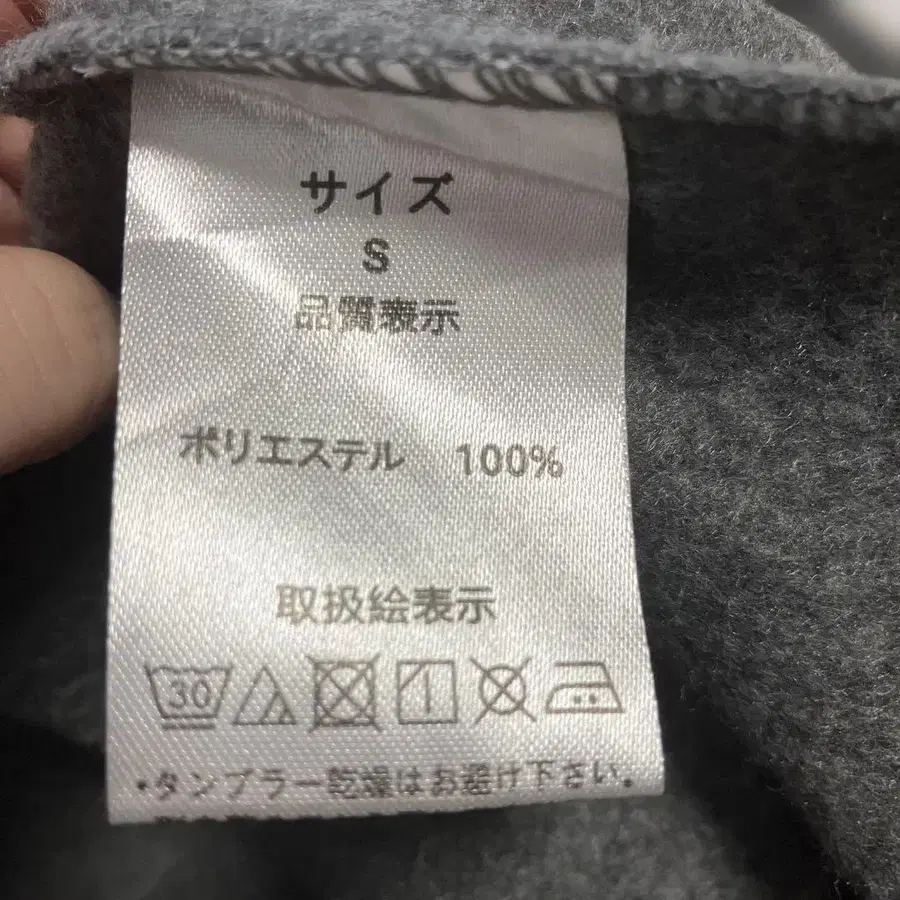 サイズ
S
品質表示
ポリエステル 100%
取扱絵表示
30
・タンブラー乾燥はお避け下さい。